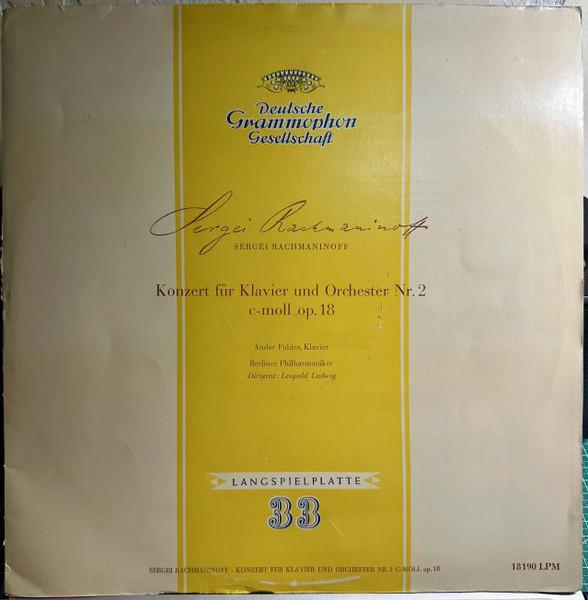 Deutsche
Grammophon
Gesellschaft
Sergei Rachmaninoff
SERGEI RACHMANINOFF
Konzert für Klavier und Orchester Nr. 2
c-moll op. 18
Andor Foldes, Klavier
Berliner Philharmoniker
Dirigent: Leopold Ludwig
LANGSPIELPLATTE
33
SERGEI RACHMANINOFF - KONZERT FÜR KLAVIER UND ORCHESTER NR. 2 C-MOLL op. 18
18190 LPM